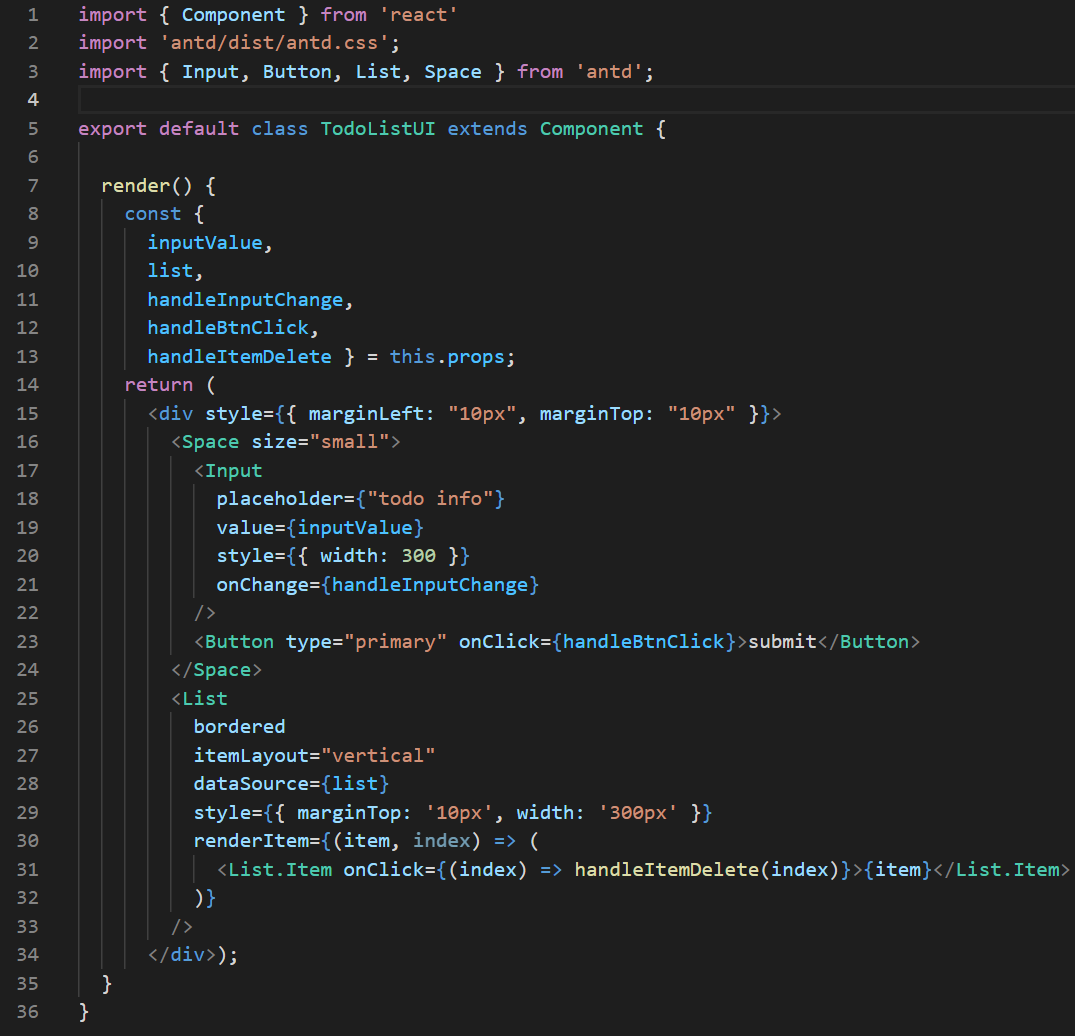 1 import { Component } from 'react'
2 import 'antd/dist/antd.css';
3 import { Input, Button, List, Space } from 'antd';
4
5 export default class TodoListUI extends Component {
6
7   render() {
8     const {
9       inputValue,
10       list,
11       handleInputChange,
12       handleBtnClick,
13       handleItemDelete } = this.props;
14     return (
15       <div style={{ marginLeft: "10px", marginTop: "10px" }}>
16         <Space size="small">
17           <Input
18             placeholder={"todo info"}
19             value={inputValue}
20             style={{ width: 300 }}
21             onChange={handleInputChange}
22           />
23           <Button type="primary" onClick={handleBtnClick}>submit</Button>
24         </Space>
25         <List
26           bordered
27           itemLayout="vertical"
28           dataSource={list}
29           style={{ marginTop: '10px', width: '300px' }}
30           renderItem={(item, index) => (
31             <List.Item onClick={(index) => handleItemDelete(index)}>{item}</List.Item>
32           )}
33         />
34       </div>);
35   }
36 }